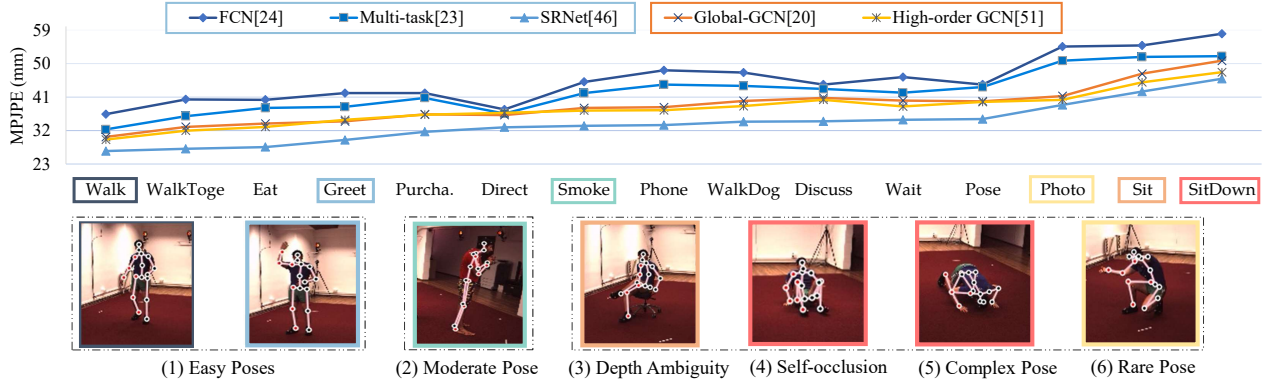 FCN[24] Multi-task[23] SRNet[46] Global-GCN[20] High-order GCN[51]
MPJPE (mm)
59
50
41
32
23
Walk WalkToge Eat Greet Purcha. Direct Smoke Phone WalkDog Discuss Wait Pose Photo Sit SitDown
(1) Easy Poses (2) Moderate Pose (3) Depth Ambiguity (4) Self-occlusion (5) Complex Pose (6) Rare Pose